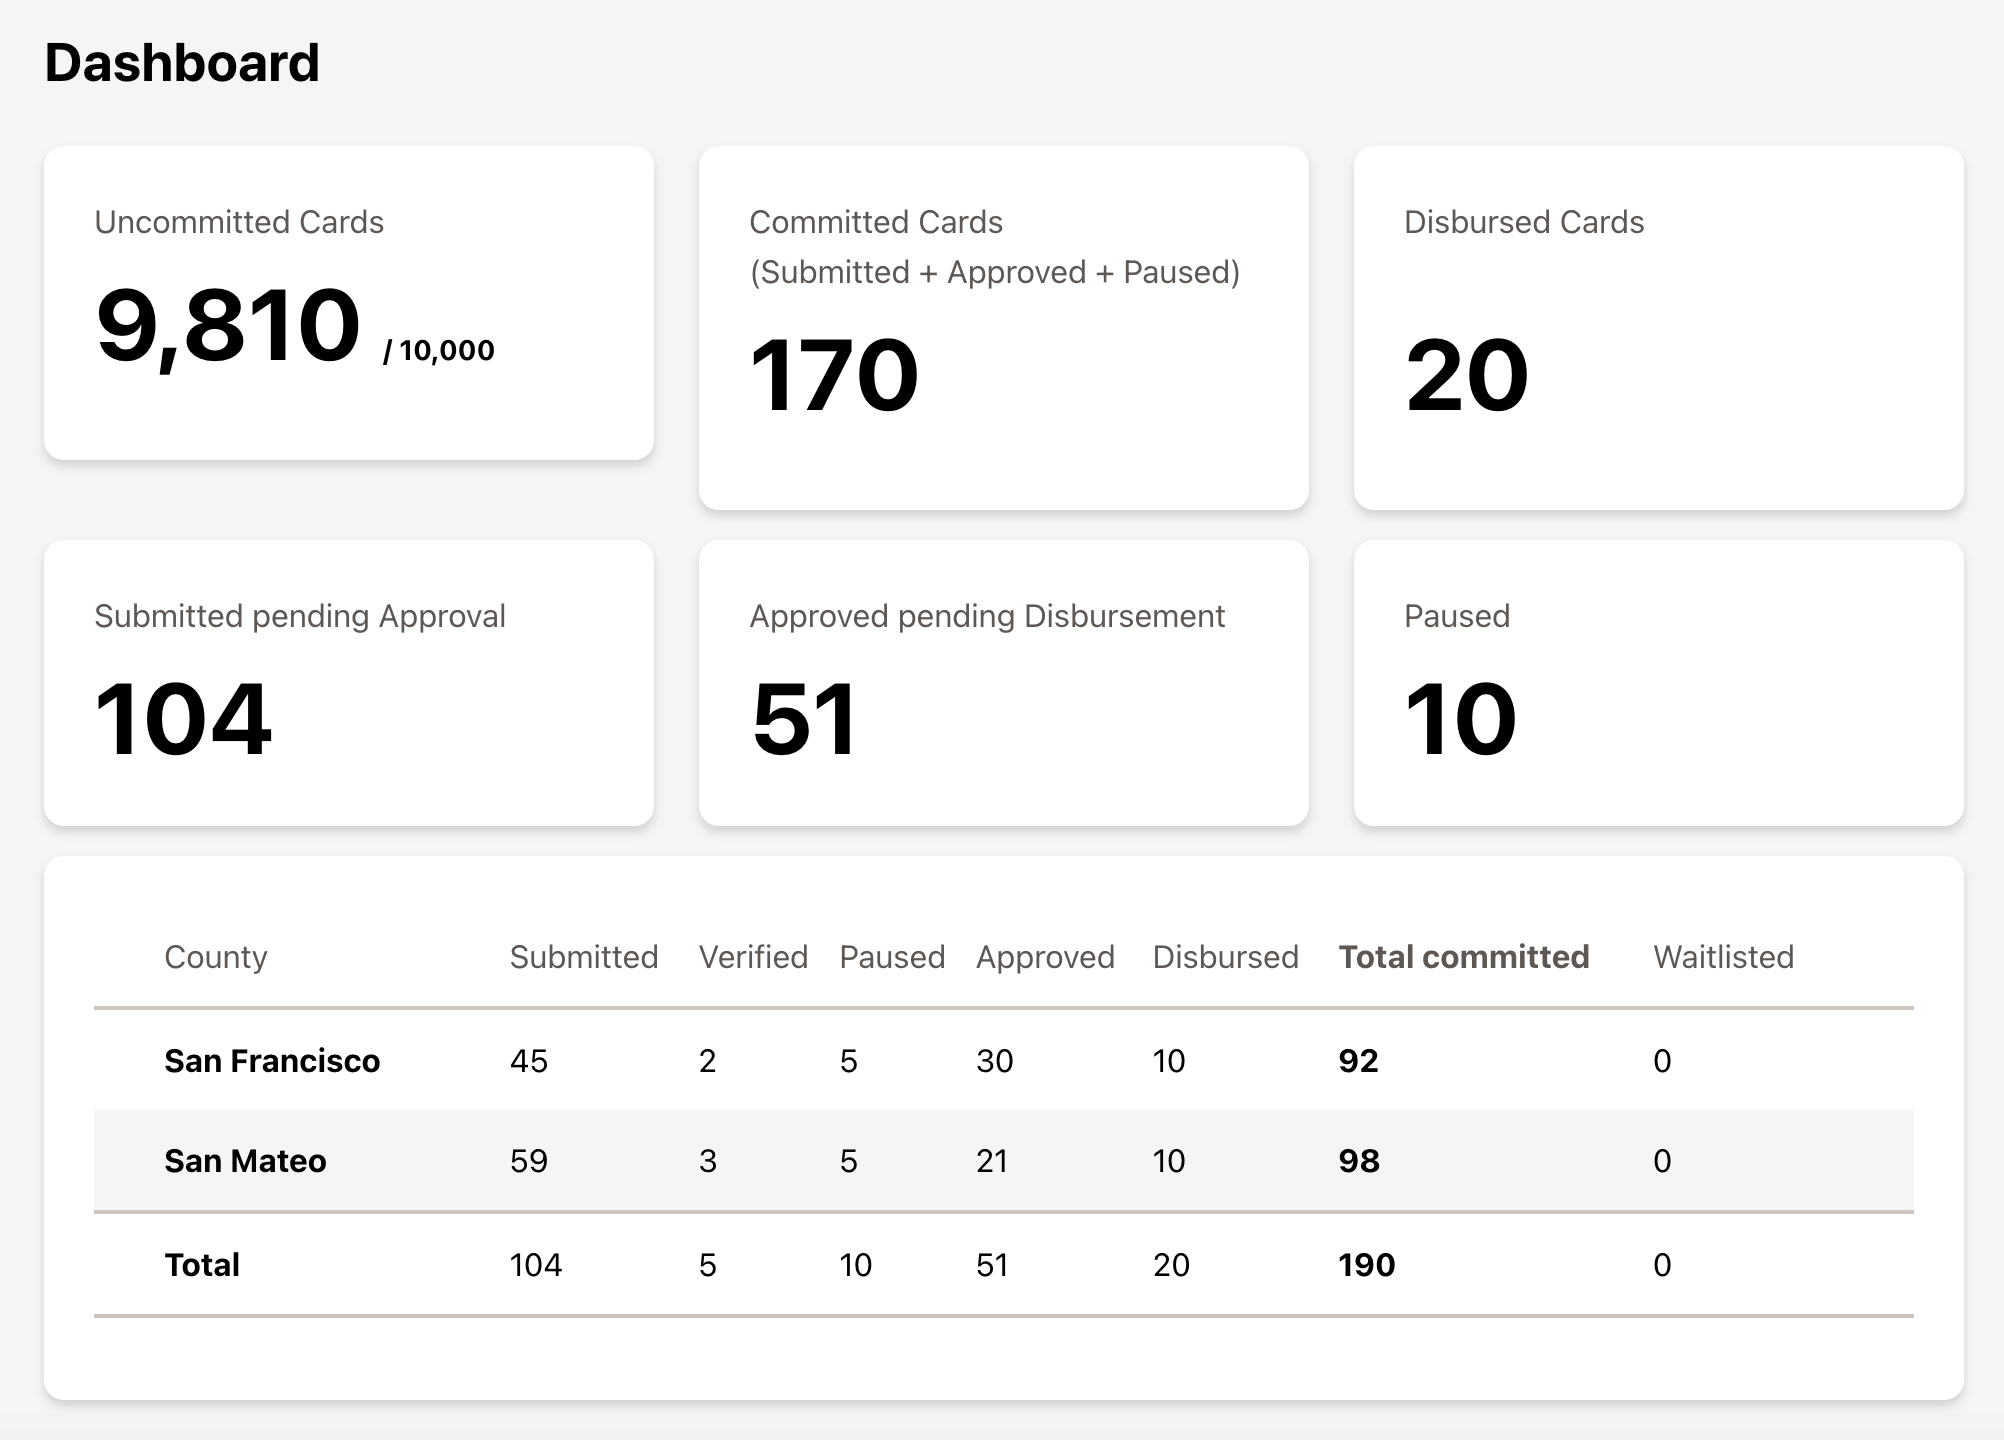 Dashboard
Uncommitted Cards
9,810 / 10,000
Committed Cards
(Submitted + Approved + Paused)
170
Disbursed Cards
20
Submitted pending Approval
104
Approved pending Disbursement
51
Paused
10
County Submitted Verified Paused Approved Disbursed Total committed Waitlisted
San Francisco 45 2 5 30 10 92 0
San Mateo 59 3 5 21 10 98 0
Total 104 5 10 51 20 190 0